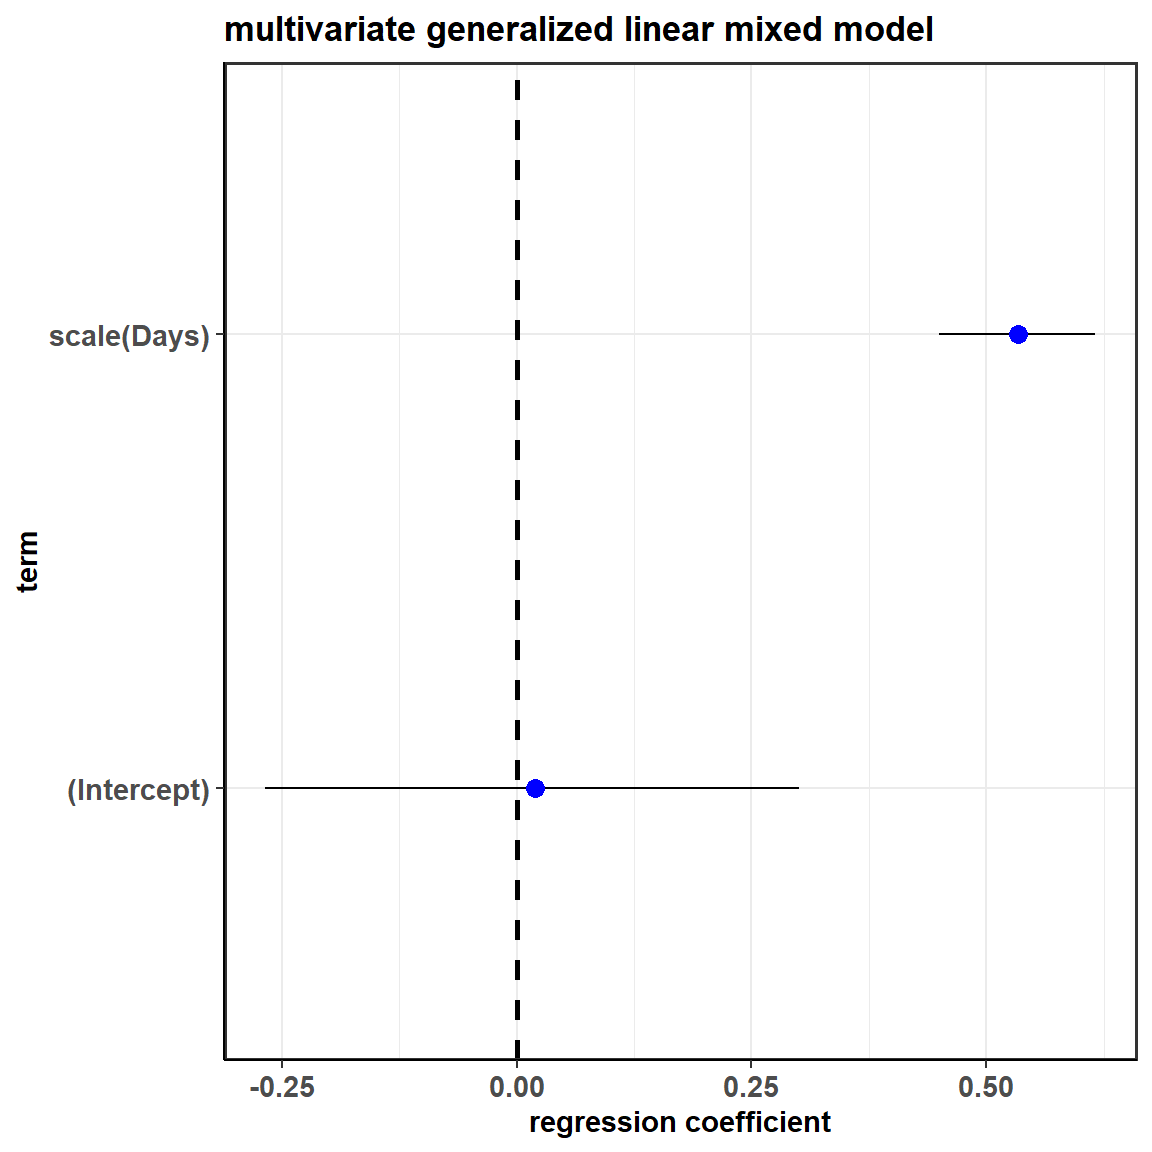 multivariate generalized linear mixed model
scale(Days)
term
(Intercept)
-0.25 0.00 0.25 0.50
regression coefficient